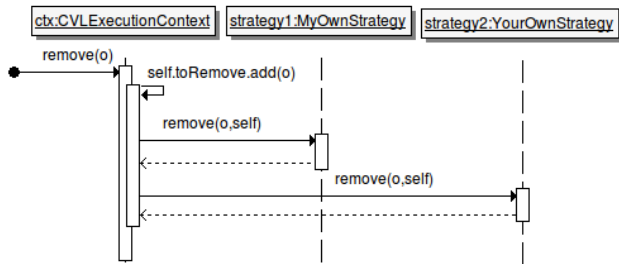 ctx:CVLExecutionContext
strategy1:MyOwnStrategy
strategy2:YourOwnStrategy
remove(o)
self.toRemove.add(o)
remove(o,self)
remove(o,self)